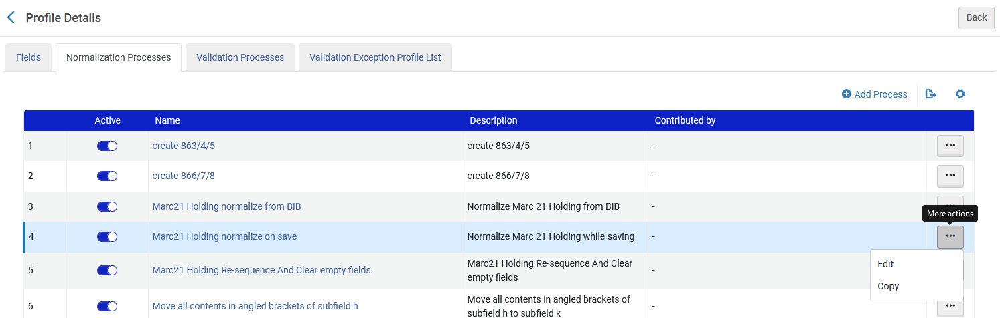 Profile Details
Back
Fields
Normalization Processes
Validation Processes
Validation Exception Profile List
Add Process
Active Name Description Contributed by
1 create 863/4/5 create 863/4/5 -
2 create 866/7/8 create 866/7/8 -
3 Marc21 Holding normalize from BIB Normalize Marc 21 Holding from BIB -
More actions
4 Marc21 Holding normalize on save Normalize Marc 21 Holding while saving -
Edit
Copy
5 Marc21 Holding Re-sequence And Clear empty fields Marc21 Holding Re-sequence And Clear
empty fields -
6 Move all contents in angled brackets of subfield h Move all contents in angled brackets of
subfield h to subfield k -